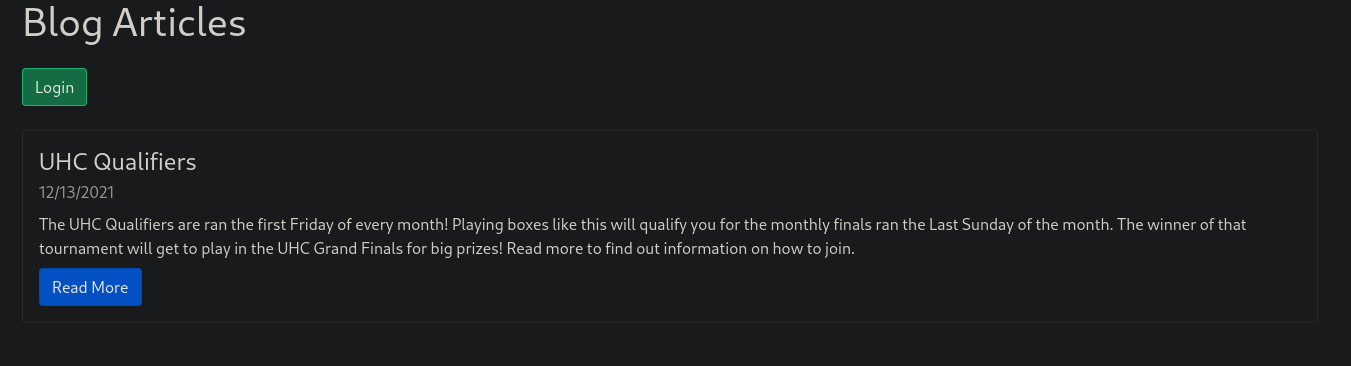 Blog Articles
Login
UHC Qualifiers
12/13/2021
The UHC Qualifiers are ran the first Friday of every month! Playing boxes like this will qualify you for the monthly finals ran the Last Sunday of the month. The winner of that
tournament will get to play in the UHC Grand Finals for big prizes! Read more to find out information on how to join.
Read More